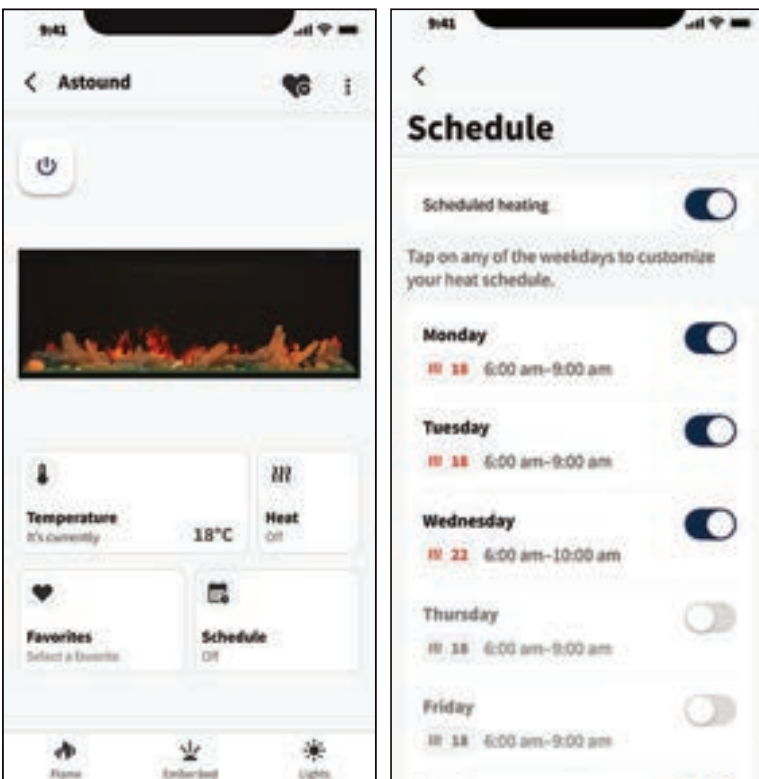 9:41
Astound
Temperature
It's currently
18°C
Heat
Off
Favorites
Select a favorite
Schedule
Off
Flame
Emberbed
Lights
9:41
Schedule
Scheduled heating
Tap on any of the weekdays to customize
your heat schedule.
Monday
18 6:00 am–9:00 am
Tuesday
18 6:00 am–9:00 am
Wednesday
22 6:00 am–10:00 am
Thursday
18 6:00 am–9:00 am
Friday
18 6:00 am–9:00 am